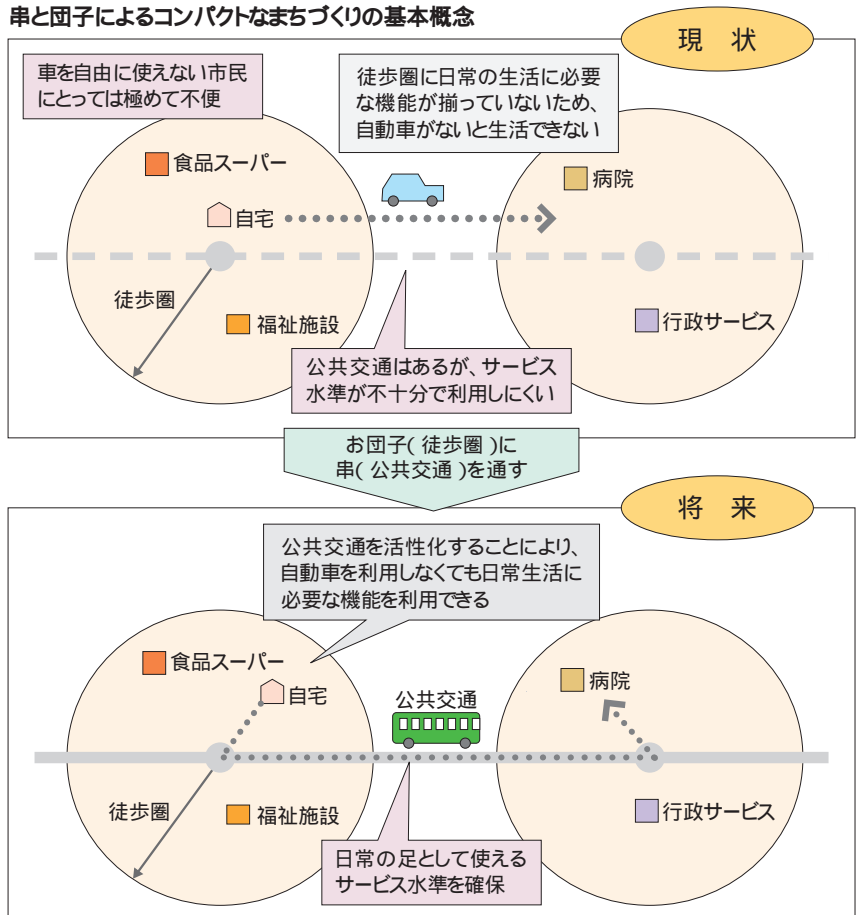 串と団子によるコンパクトなまちづくりの基本概念
現 状
車を自由に使えない市民
にとっては極めて不便
徒歩圏に日常の生活に必要
な機能が揃っていないため、
自動車がないと生活できない
食品スーパー
病院
自宅
徒歩圏
福祉施設
行政サービス
公共交通はあるが、サービス
水準が不十分で利用しにくい
お団子(徒歩圏)に
串(公共交通)を通す
将 来
公共交通を活性化することにより、
自動車を利用しなくても日常生活に
必要な機能を利用できる
食品スーパー
自宅
公共交通
病院
徒歩圏
福祉施設
行政サービス
日常の足として使える
サービス水準を確保